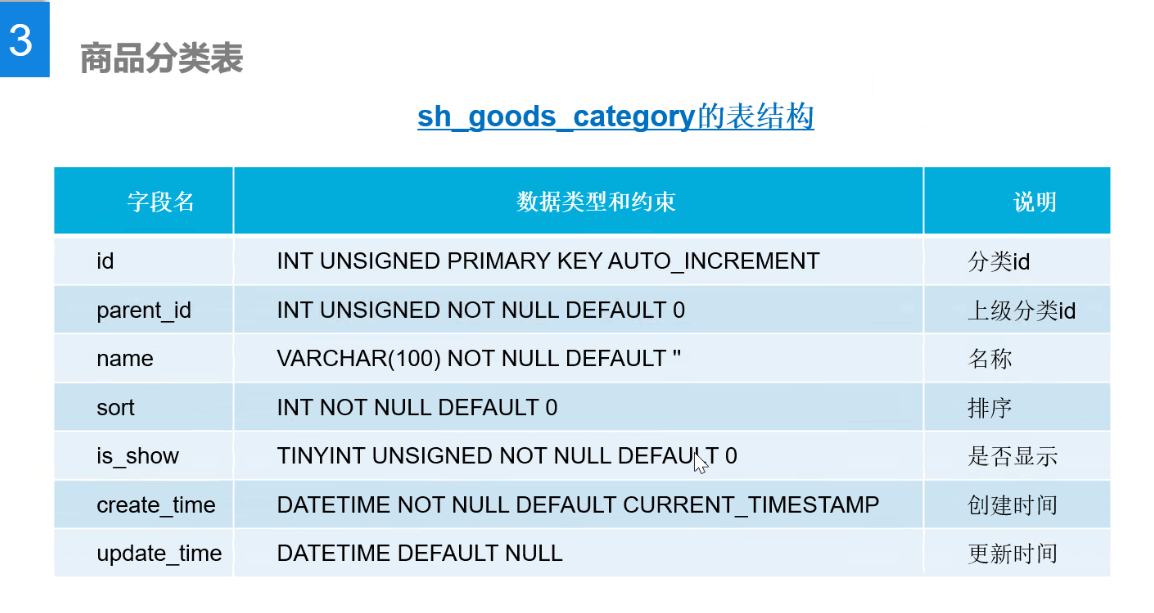 3
商品分类表
sh_goods_category的表结构
字段名 数据类型和约束 说明
id INT UNSIGNED PRIMARY KEY AUTO_INCREMENT 分类id
parent_id INT UNSIGNED NOT NULL DEFAULT 0 上级分类id
name VARCHAR(100) NOT NULL DEFAULT '' 名称
sort INT NOT NULL DEFAULT 0 排序
is_show TINYINT UNSIGNED NOT NULL DEFAULT 0 是否显示
create_time DATETIME NOT NULL DEFAULT CURRENT_TIMESTAMP 创建时间
update_time DATETIME DEFAULT NULL 更新时间